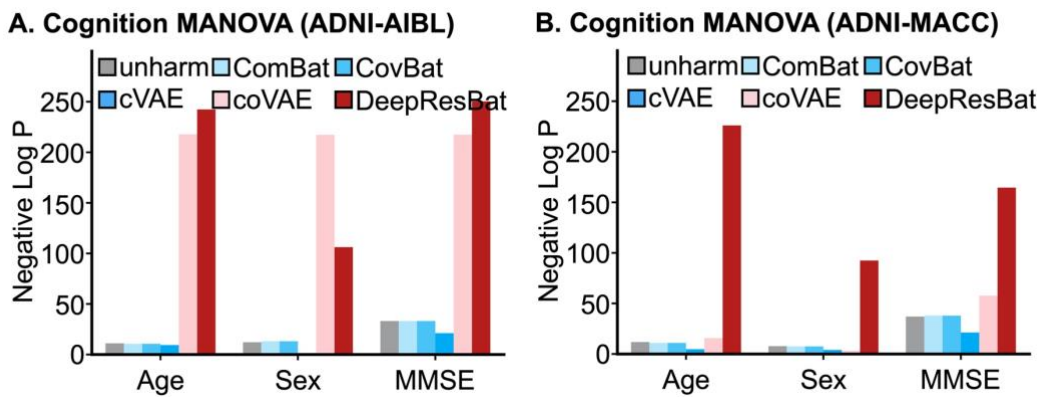 A. Cognition MANOVA (ADNI-AIBL)
unharm ComBat CovBat
cVAE coVAE DeepResBat
Negative Log P
250
200
150
100
50
0
Age Sex MMSE
B. Cognition MANOVA (ADNI-MACC)
unharm ComBat CovBat
cVAE coVAE DeepResBat
Negative Log P
250
200
150
100
50
0
Age Sex MMSE